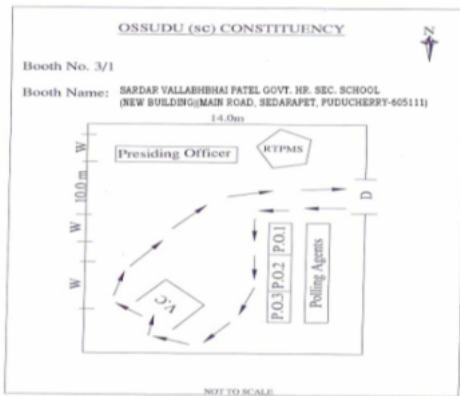 OSSUDU (SC) CONSTITUENCY
Z
Booth No. 3/1
Booth Name: SARDAR VALLABHBHAI PATEL GOVT. HR. SEC. SCHOOL
(NEW BUILDING)(MAIN ROAD, SEDARAPET, PUDUCHERRY-605111)
14.0m
W
Presiding Officer
RTPMS
10.0 m
D
W
P.O.1
P.O.2
P.O.3
Polling Agents
W
V.C.
NOT TO SCALE